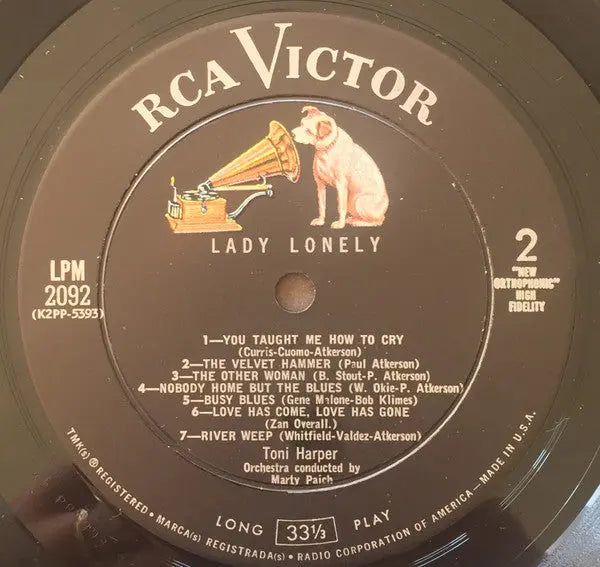 RCA VICTOR
LADY LONELY
LPM
2092
(K2PP-5393)
2
"NEW
ORTHOPHONIC"
HIGH
FIDELITY
1—YOU TAUGHT ME HOW TO CRY
(Curris-Cuomo-Atkerson)
2—THE VELVET HAMMER (Paul Atkerson)
3—THE OTHER WOMAN (B. Stout-P. Atkerson)
4—NOBODY HOME BUT THE BLUES (W. Okie-P. Atkerson)
5—BUSY BLUES (Gene Malone-Bob Klimes)
6—LOVE HAS COME, LOVE HAS GONE
(Zan Overall.)
7—RIVER WEEP (Whitfield-Valdez-Atkerson)
Toni Harper
Orchestra conducted by
Marty Paich
LONG 33⅓ PLAY
TMK(s) ® REGISTERED • MARCA(s) REGISTRADA(s) • RADIO CORPORATION OF AMERICA—MADE IN U.S.A.